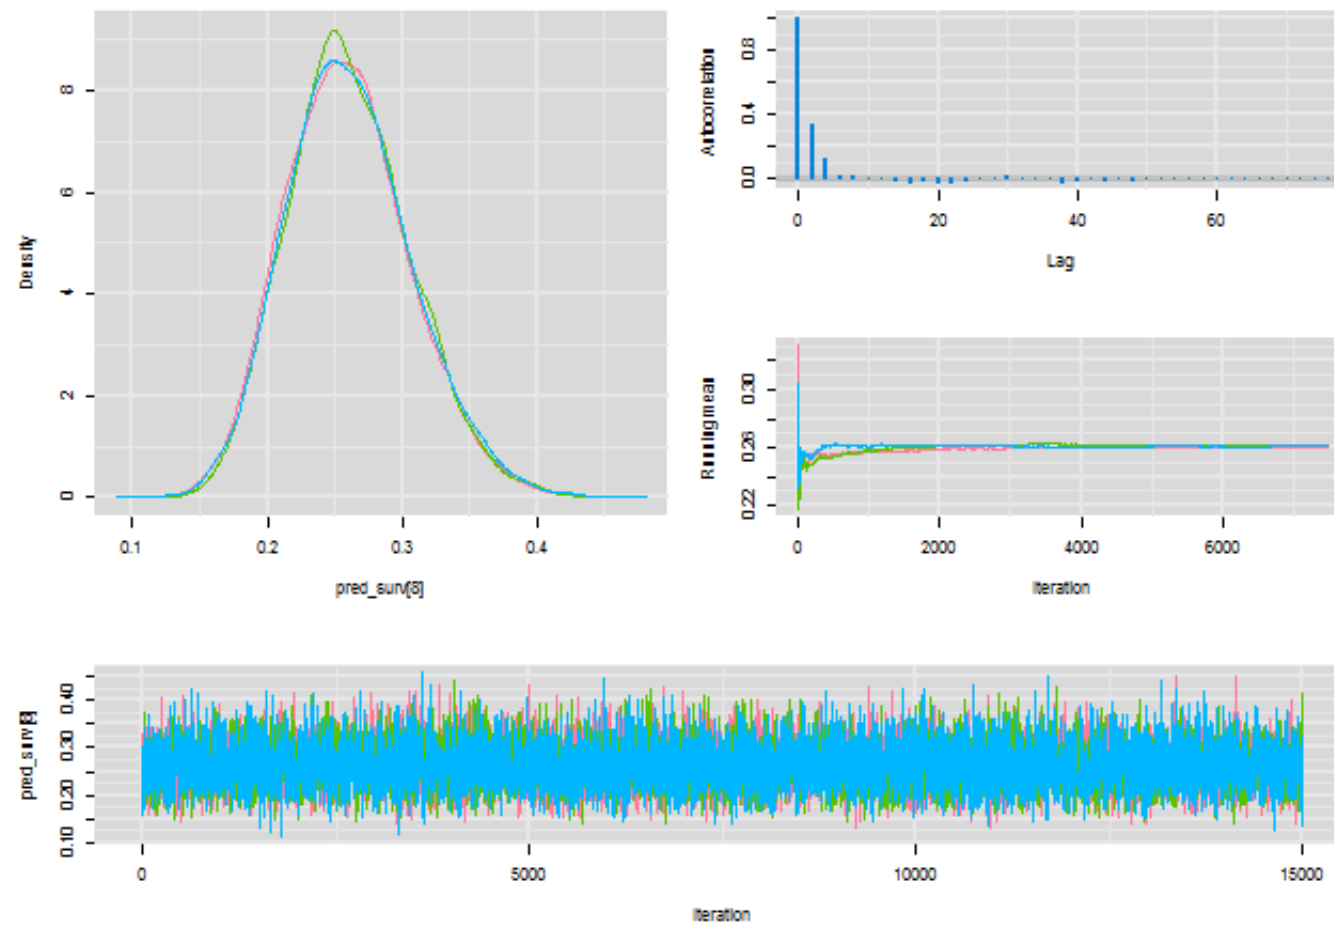 Density
8
6
4
2
0
0.1 0.2 0.3 0.4
pred_surv[8]
Autocorrelation
0.8
0.4
0.0
0 20 40 60
Lag
Running mean
0.30
0.26
0.22
0 2000 4000 6000
Iteration
pred_surv[8]
0.40
0.30
0.20
0.10
0 5000 10000 15000
Iteration